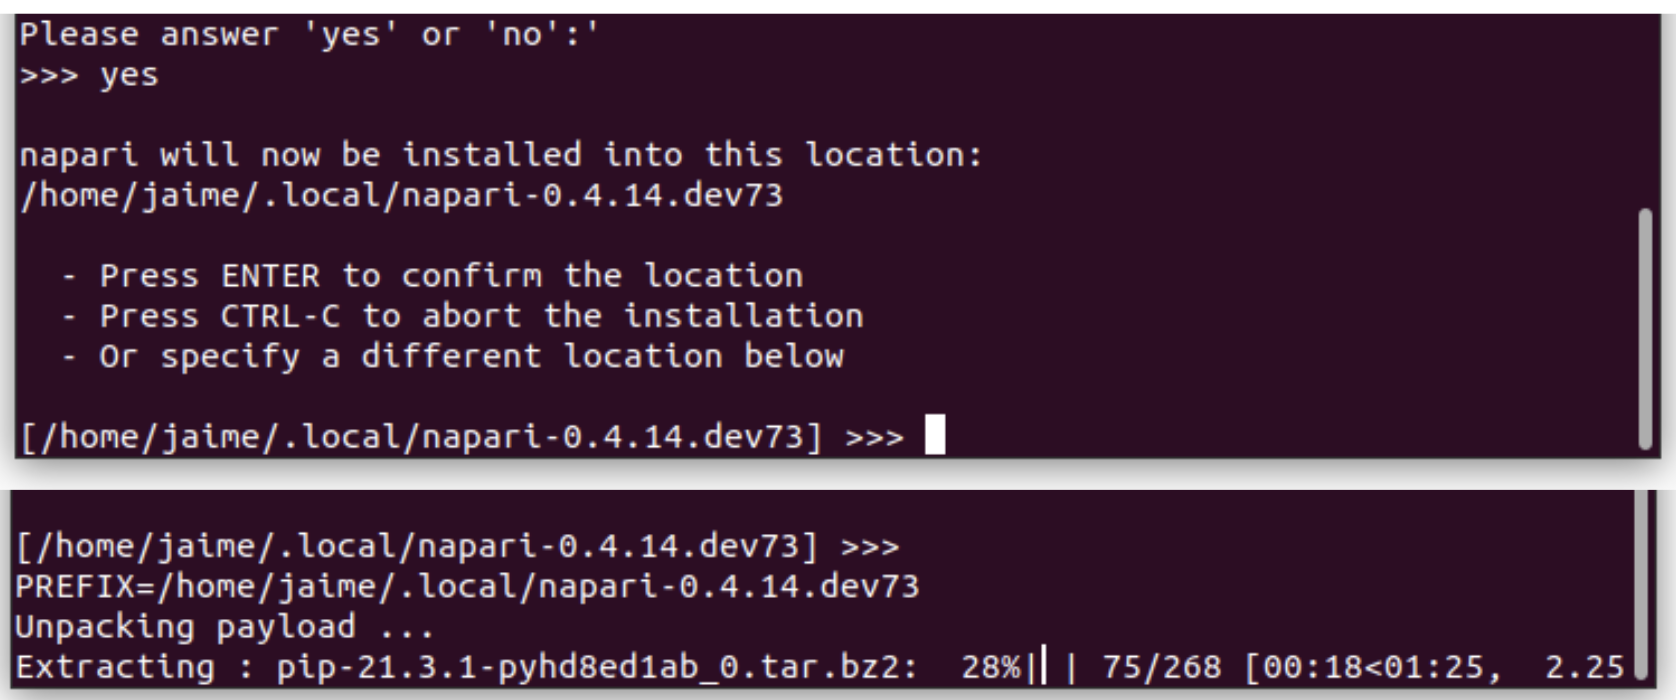 Please answer 'yes' or 'no':'
>>> yes
napari will now be installed into this location:
/home/jaime/.local/napari-0.4.14.dev73
- Press ENTER to confirm the location
- Press CTRL-C to abort the installation
- Or specify a different location below
[/home/jaime/.local/napari-0.4.14.dev73] >>>
[/home/jaime/.local/napari-0.4.14.dev73] >>>
PREFIX=/home/jaime/.local/napari-0.4.14.dev73
Unpacking payload ...
Extracting : pip-21.3.1-pyhd8ed1ab_0.tar.bz2:  28%|▏ | 75/268 [00:18<01:25,  2.25